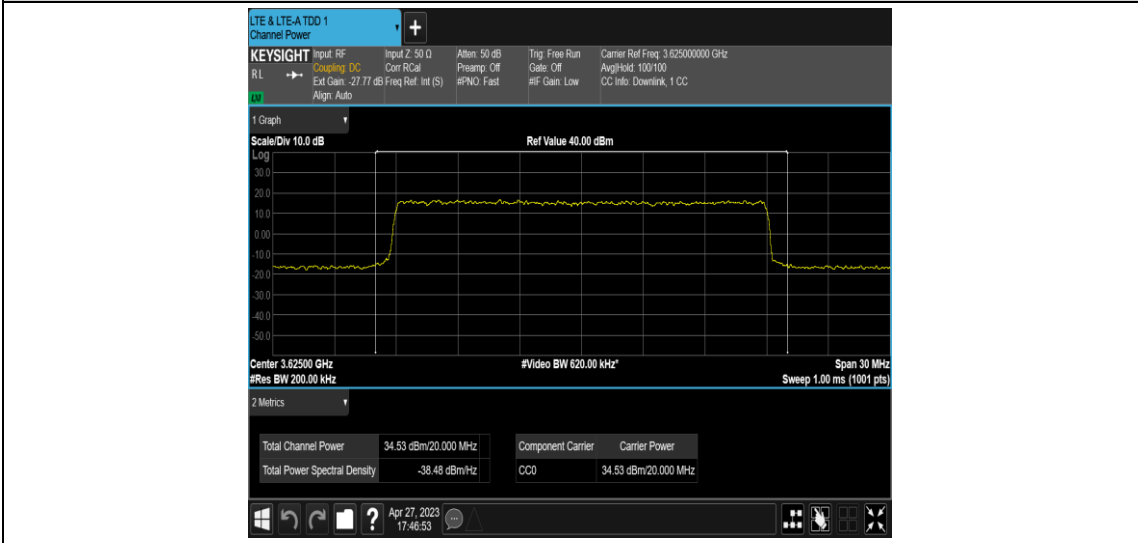 LTE & LTE-A TDD 1
Channel Power
KEYSIGHT
RL
LXI
Input: RF
Coupling: DC
Ext Gain: -27.77 dB
Align: Auto
Input Z: 50 Ω
Corr RCal
Freq Ref: Int (S)
Atten: 50 dB
Preamp: Off
#PNO: Fast
Trig: Free Run
Gate: Off
#IF Gain: Low
Carrier Ref Freq: 3.625000000 GHz
Avg|Hold: 100/100
CC Info: Downlink, 1 CC
1 Graph
Scale/Div 10.0 dB
Ref Value 40.00 dBm
Log
30.0
20.0
10.0
0.00
-10.0
-20.0
-30.0
-40.0
-50.0
Center 3.62500 GHz
#Video BW 620.00 kHz*
Span 30 MHz
#Res BW 200.00 kHz
Sweep 1.00 ms (1001 pts)
2 Metrics
Total Channel Power 34.53 dBm/20.000 MHz
Total Power Spectral Density -38.48 dBm/Hz
Component Carrier Carrier Power
CC0 34.53 dBm/20.000 MHz
?
Apr 27, 2023
17:46:53